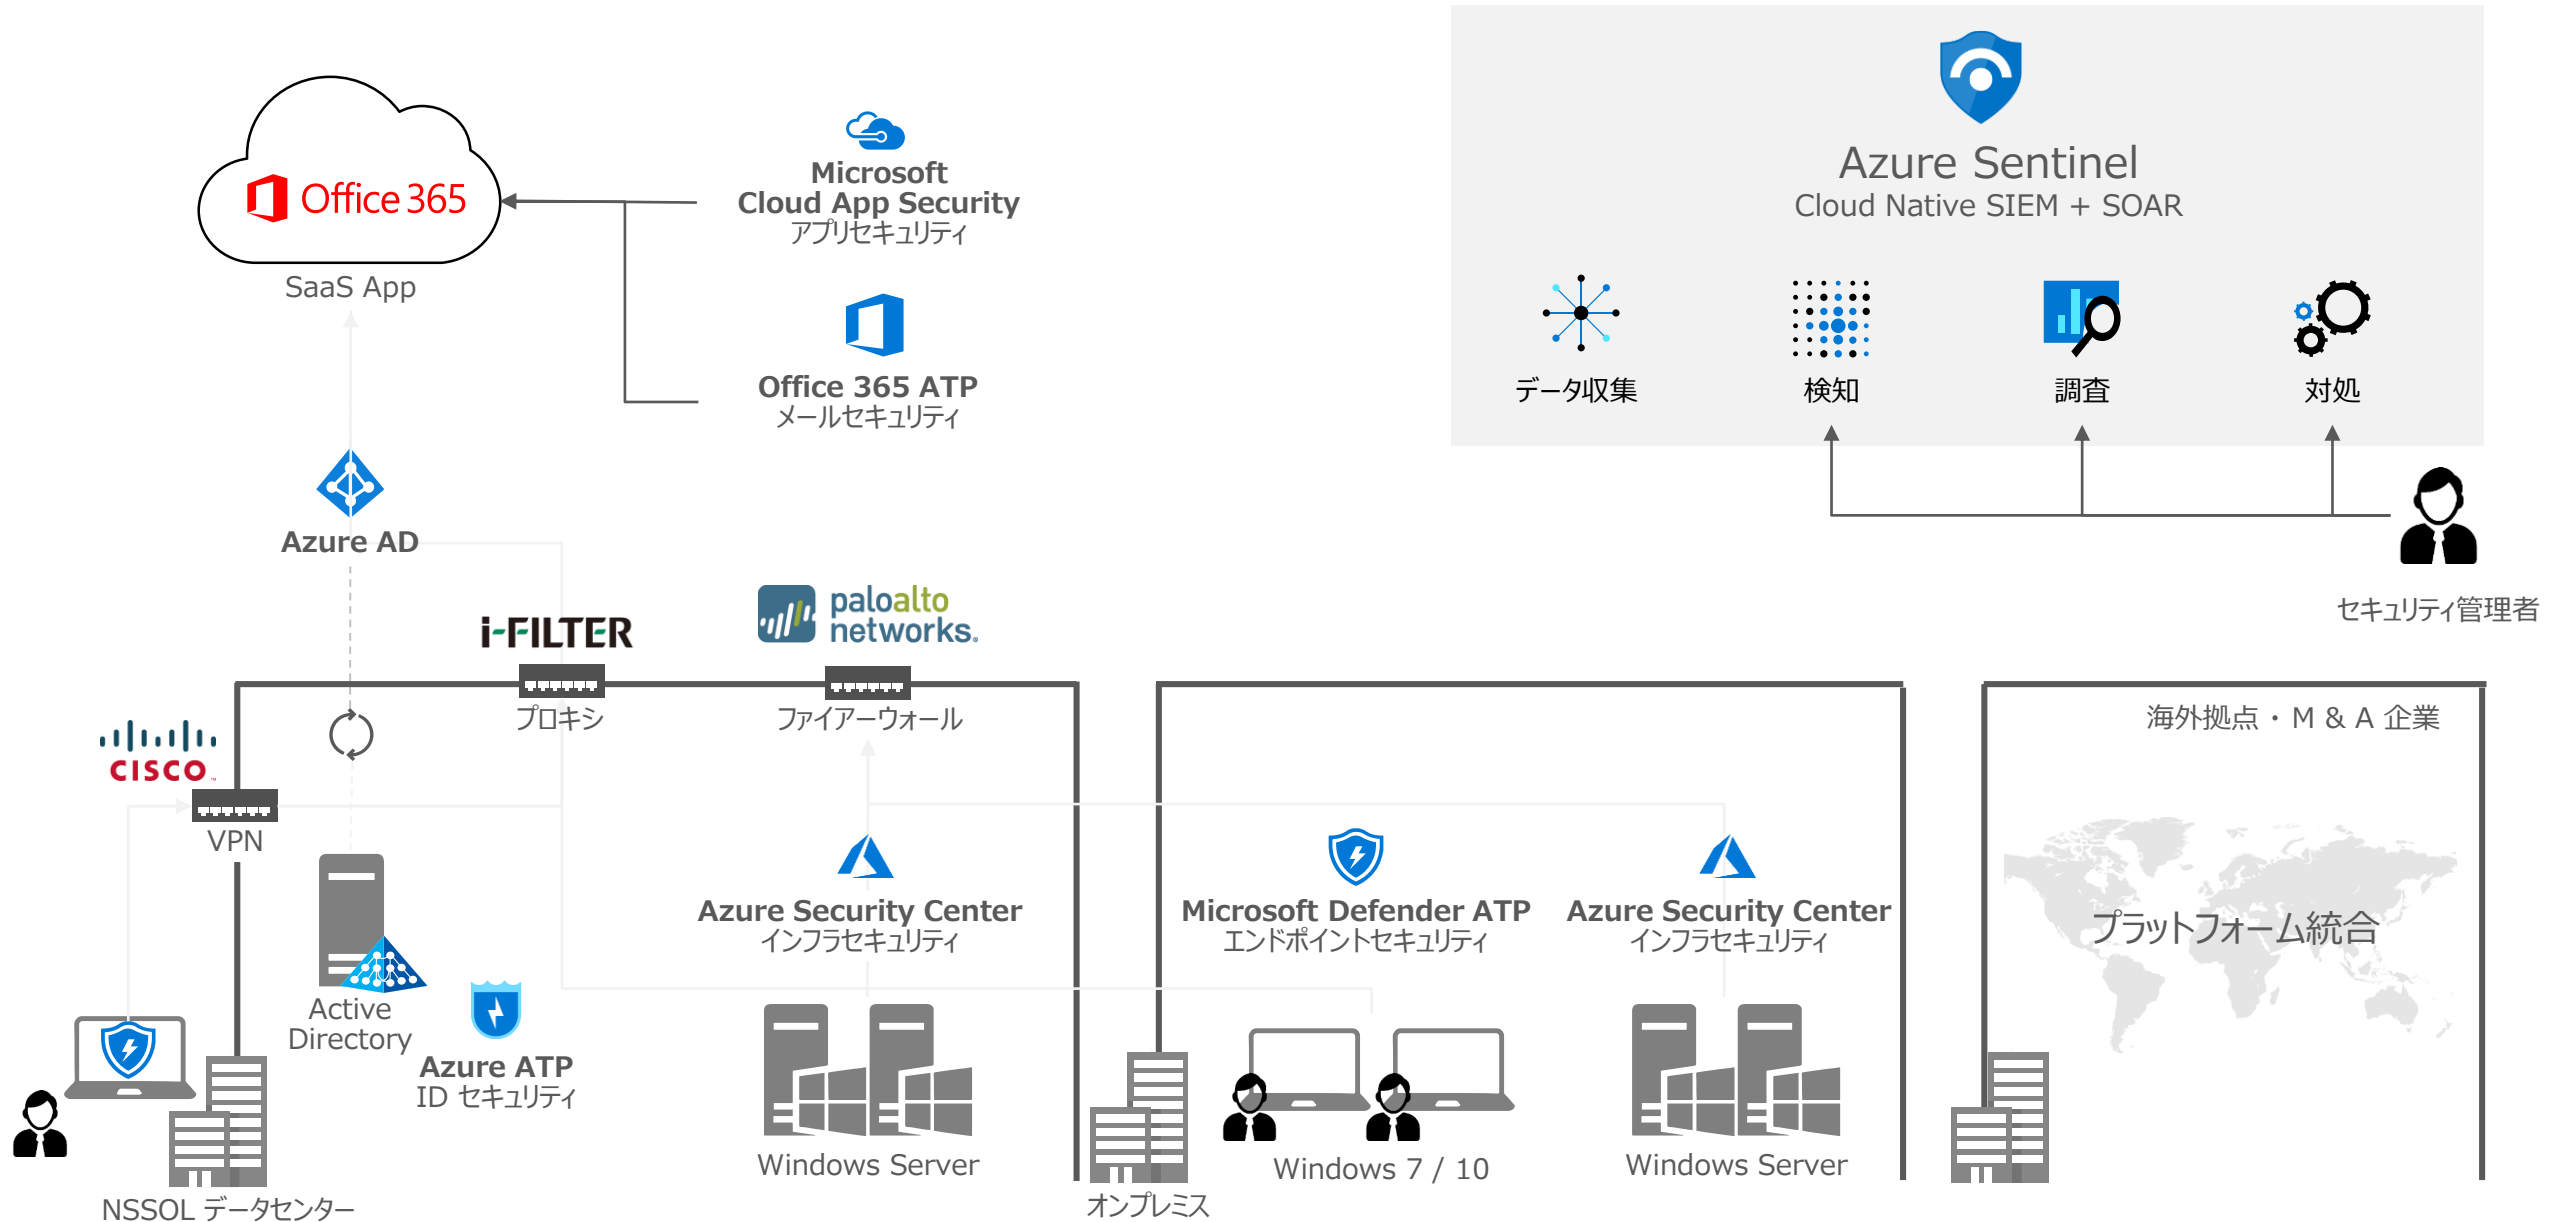 Office 365
SaaS App
Microsoft
Cloud App Security
アプリセキュリティ
Office 365 ATP
メールセキュリティ
Azure Sentinel
Cloud Native SIEM + SOAR
データ収集
検知
調査
対処
セキュリティ管理者
Azure AD
i-FILTER
プロキシ
paloalto
networks®
ファイアーウォール
CISCO™
VPN
Active
Directory
Azure ATP
ID セキュリティ
NSSOL データセンター
Azure Security Center
インフラセキュリティ
Windows Server
オンプレミス
Microsoft Defender ATP
エンドポイントセキュリティ
Windows 7 / 10
Azure Security Center
インフラセキュリティ
Windows Server
海外拠点・M & A 企業
プラットフォーム統合